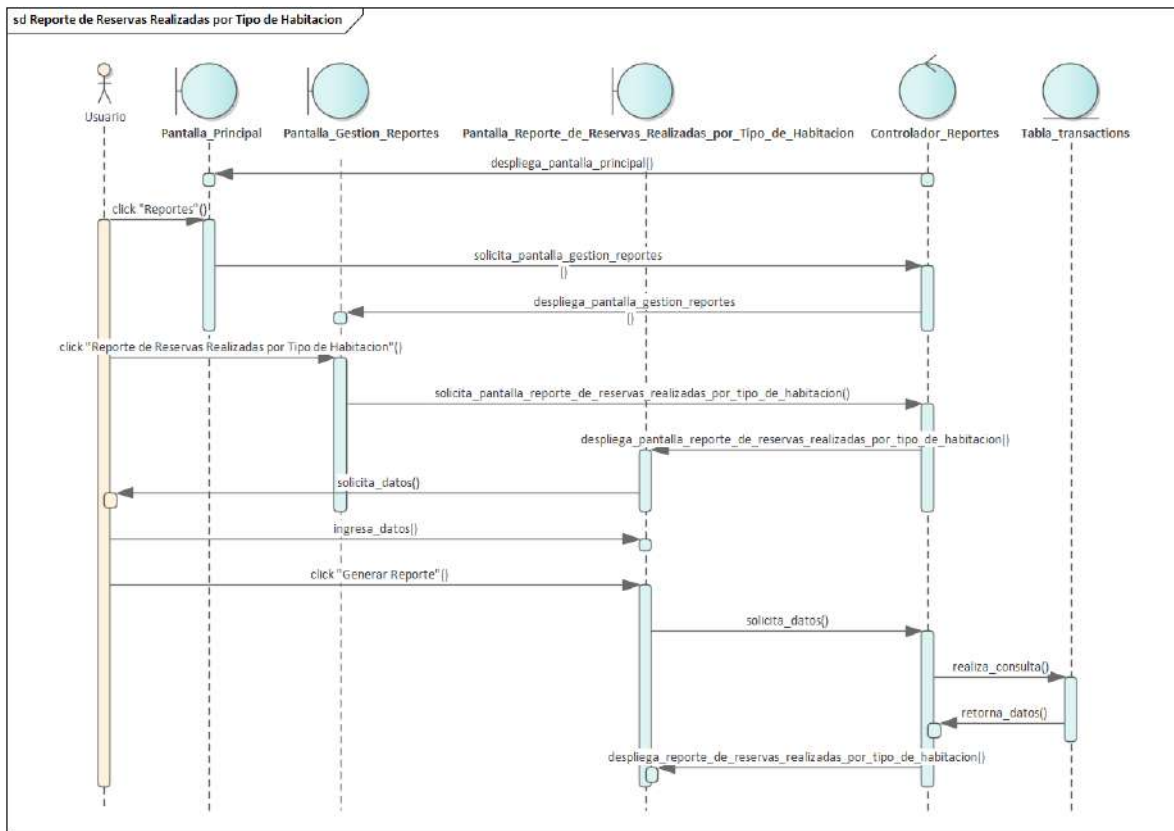 sd Reporte de Reservas Realizadas por Tipo de Habitacion
Usuario
Pantalla_Principal
Pantalla_Gestion_Reportes
Pantalla_Reporte_de_Reservas_Realizadas_por_Tipo_de_Habitacion
Controlador_Reportes
Tabla_transactions
despliega_pantalla_principal()
click "Reportes"()
solicita_pantalla_gestion_reportes
()
despliega_pantalla_gestion_reportes
()
click "Reporte de Reservas Realizadas por Tipo de Habitacion"()
solicita_pantalla_reporte_de_reservas_realizadas_por_tipo_de_habitacion()
despliega_pantalla_reporte_de_reservas_realizadas_por_tipo_de_habitacion()
solicita_datos()
ingresa_datos()
click "Generar Reporte"()
solicita_datos()
realiza_consulta()
retorna_datos()
despliega_reporte_de_reservas_realizadas_por_tipo_de_habitacion()